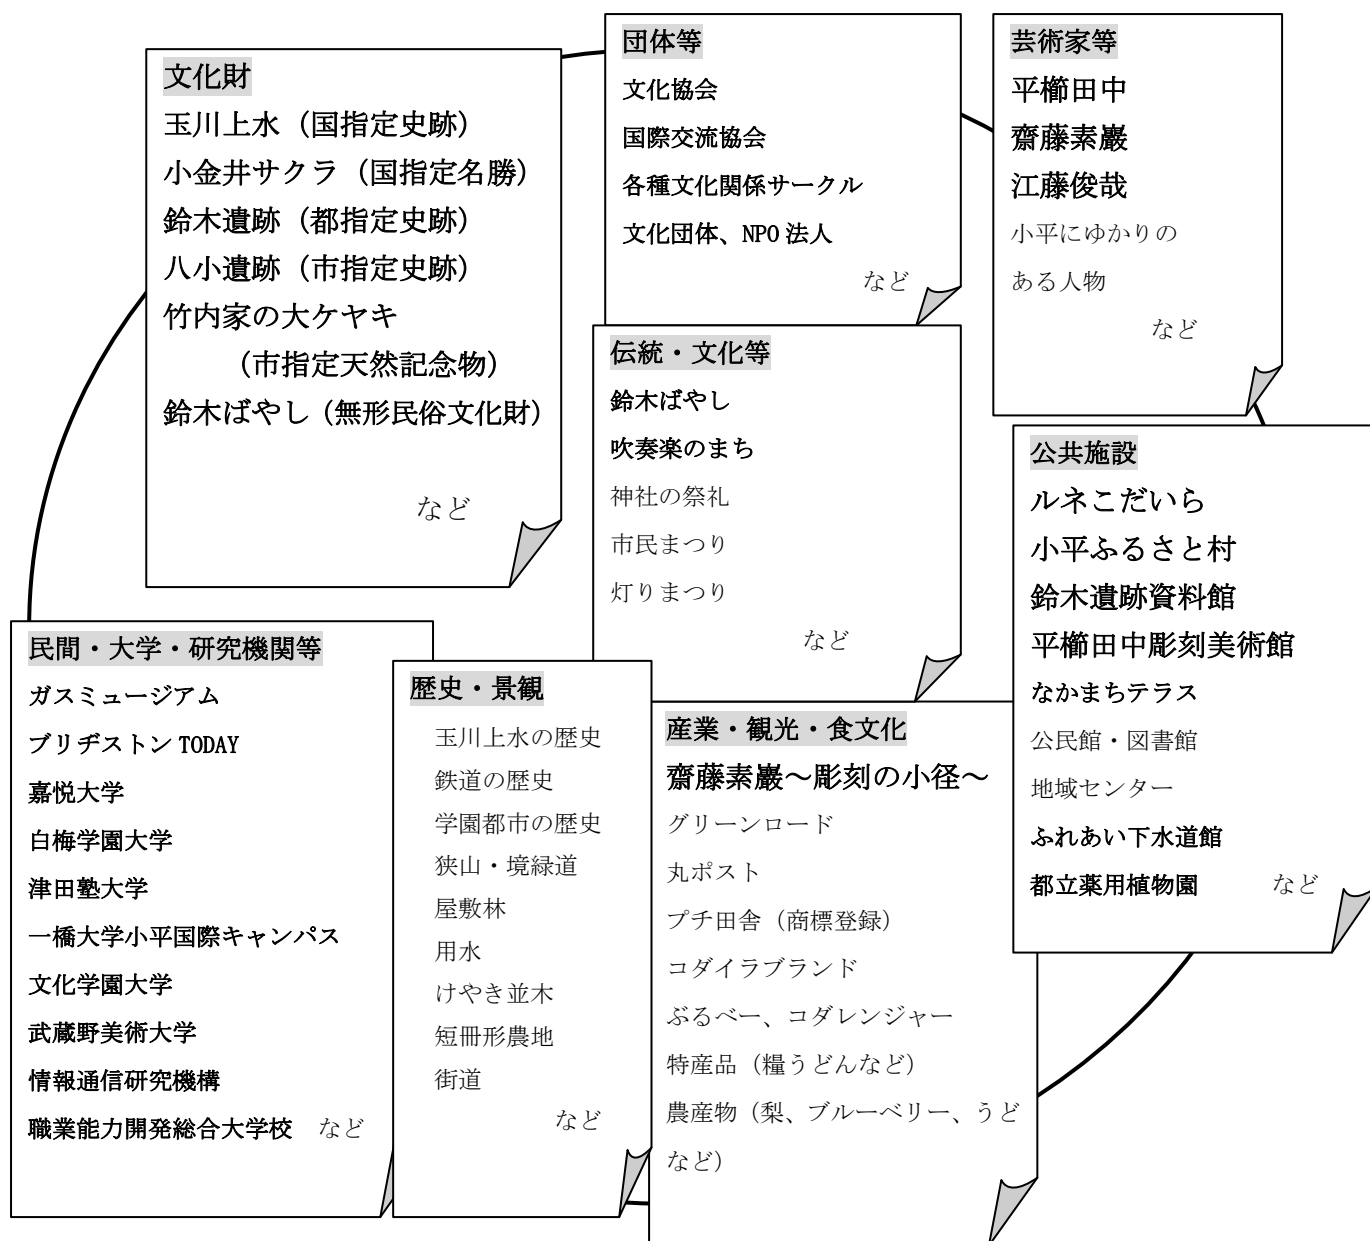 文化財
玉川上水（国指定史跡）
小金井サクラ（国指定名勝）
鈴木遺跡（都指定史跡）
八小遺跡（市指定史跡）
竹内家の大ケヤキ
（市指定天然記念物）
鈴木ばやし（無形民俗文化財）
など
団体等
文化協会
国際交流協会
各種文化関係サークル
文化団体、NPO 法人
など
芸術家等
平櫛田中
齋藤素巖
江藤俊哉
小平にゆかりの
ある人物
など
伝統・文化等
鈴木ばやし
吹奏楽のまち
神社の祭礼
市民まつり
灯りまつり
など
公共施設
ルネこだいら
小平ふるさと村
鈴木遺跡資料館
平櫛田中彫刻美術館
なかまちテラス
公民館・図書館
地域センター
ふれあい下水道館
都立薬用植物園 など
民間・大学・研究機関等
ガスミュージアム
ブリヂストン TODAY
嘉悦大学
白梅学園大学
津田塾大学
一橋大学小平国際キャンパス
文化学園大学
武蔵野美術大学
情報通信研究機構
職業能力開発総合大学校 など
歴史・景観
玉川上水の歴史
鉄道の歴史
学園都市の歴史
狭山・境緑道
屋敷林
用水
けやき並木
短冊形農地
街道
など
産業・観光・食文化
齋藤素巖～彫刻の小径～
グリーンロード
丸ポスト
プチ田舎（商標登録）
コダイラブランド
ぶるべー、コダレンジャー
特産品（糧うどんなど）
農産物（梨、ブルーベリー、うど
など）